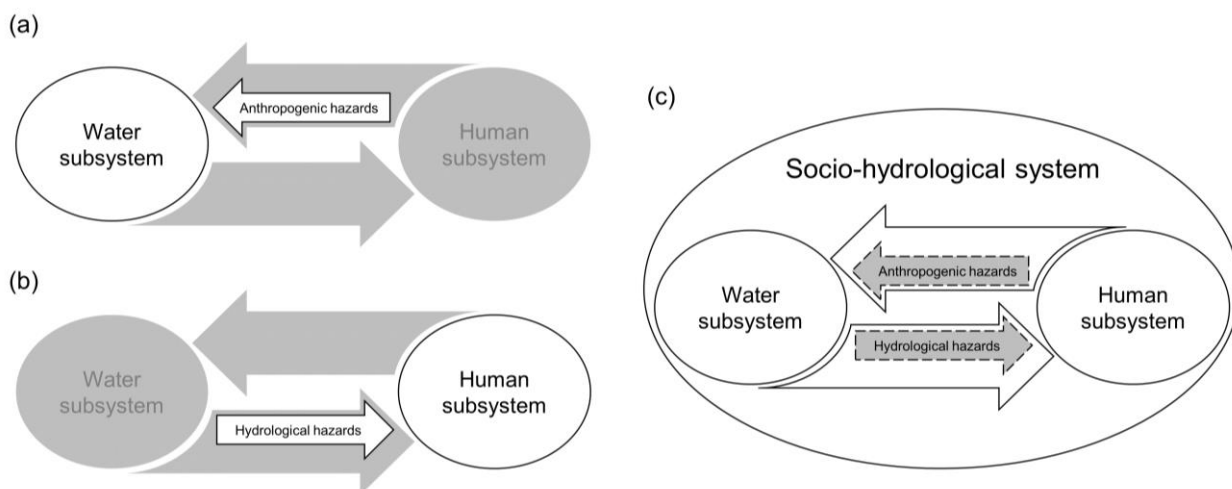 (a)
Anthropogenic hazards
Water
subsystem
Human
subsystem
(b)
Water
subsystem
Human
subsystem
Hydrological hazards
(c)
Socio-hydrological system
Anthropogenic hazards
Water
subsystem
Human
subsystem
Hydrological hazards